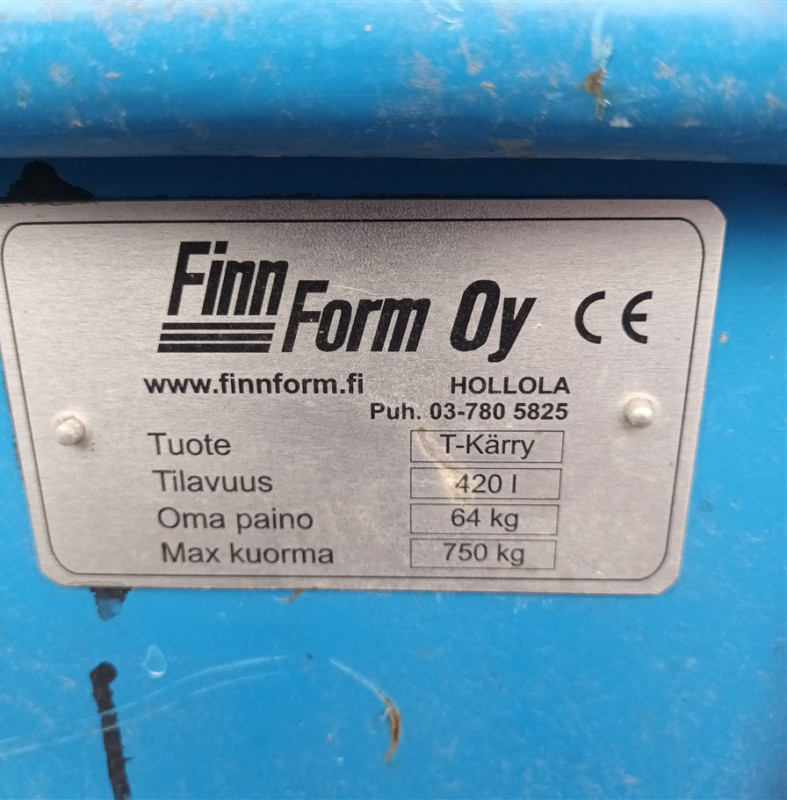 Finn Form Oy CE
www.finnform.fi HOLLOLA
Puh. 03-780 5825
Tuote T-Kärry
Tilavuus 420 l
Oma paino 64 kg
Max kuorma 750 kg